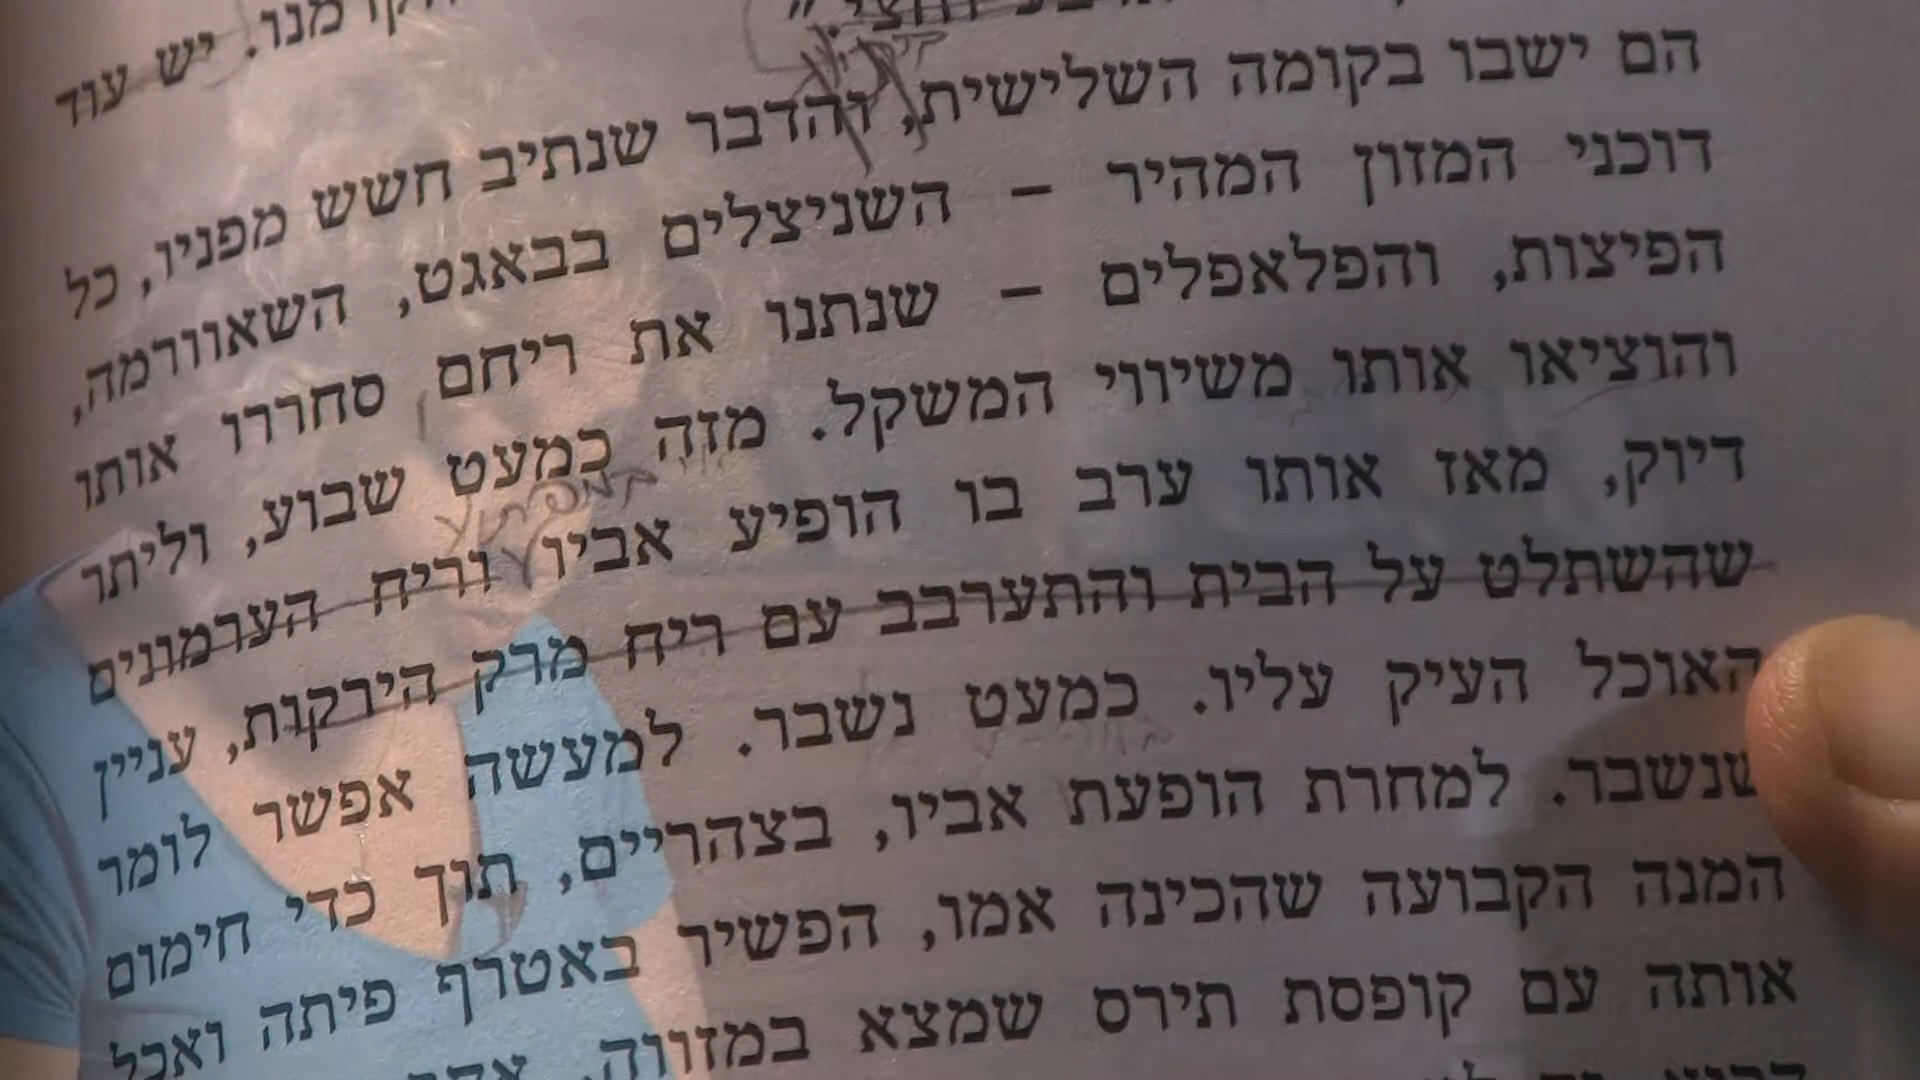 יש עוד
הם ישבו בקומה השלישית, והדבר שנתיב חשש מפניו, כל
דוכני המזון המהיר – השניצלים בבאגט, השאוורמה,
הפיצות, והפלאפלים – שנתנו את ריחם סחררו אותו
והוציאו אותו משיווי המשקל. מזה כמעט שבוע, וליתר
דיוק, מאז אותו ערב בו הופיע אביו וריח הערמונים
שהשתלט על הבית והתערבב עם ריח מרק הירקות, עניין
האוכל העיק עליו. כמעט נשבר. למעשה אפשר לומר
שנשבר. למחרת הופעת אביו, בצהריים, תוך כדי חימום
המנה הקבועה שהכינה אמו, הפשיר באטרף פיתה ואכל
אותה עם קופסת תירס שמצא במזווה.